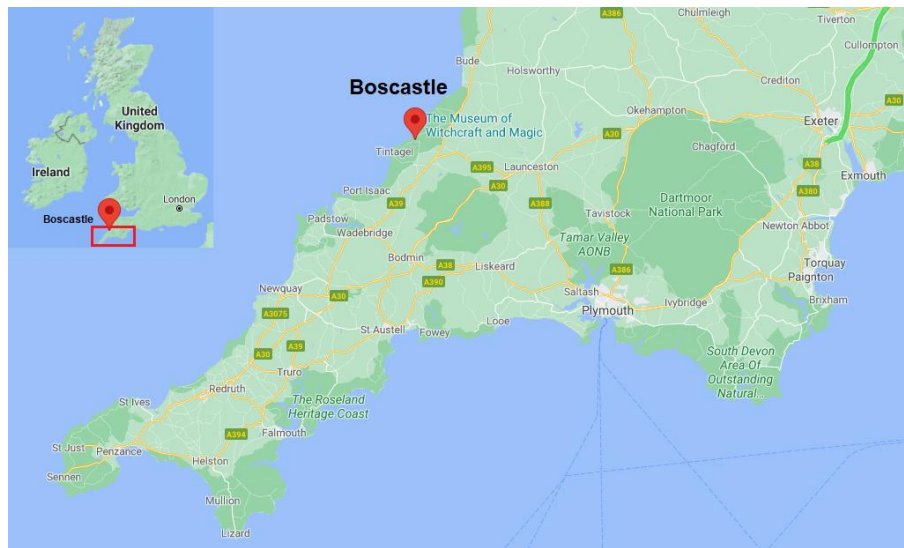 United
Kingdom
Ireland
London
Boscastle
Boscastle
The Museum of
Witchcraft and Magic
Tintagel
Port Isaac
Padstow
Wadebridge
Bodmin
Newquay
St Austell
Fowey
Looe
Liskeard
Launceston
Bude
Holsworthy
Chulmleigh
Tiverton
Cullompton
Crediton
Okehampton
Exeter
Chagford
Exmouth
Dartmoor
National Park
Tavistock
Tamar Valley
AONB
Newton Abbot
Torquay
Paignton
Brixham
Saltash
Plymouth
Ivybridge
South Devon
Area Of
Outstanding
Natural...
Truro
Redruth
St Ives
The Roseland
Heritage Coast
Falmouth
St Just
Penzance
Sennen
Helston
Mullion
Lizard
A386
A30
A30
A395
A30
A39
A388
A38
A380
A38
A390
A386
A30
A3075
A39
A30
A394